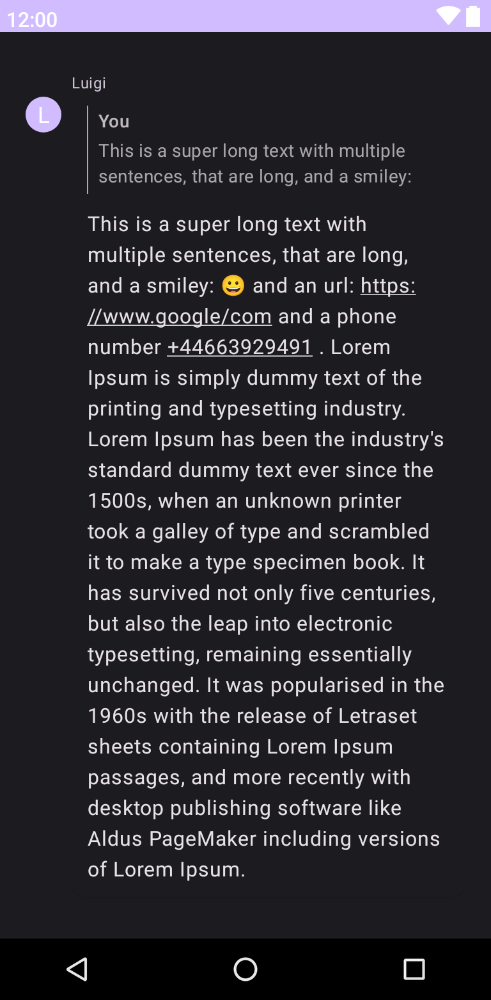 12:00
Luigi
L
You
This is a super long text with multiple
sentences, that are long, and a smiley:
This is a super long text with
multiple sentences, that are long,
and a smiley: 😀 and an url: https:
//www.google/com and a phone
number +44663929491 . Lorem
Ipsum is simply dummy text of the
printing and typesetting industry.
Lorem Ipsum has been the industry's
standard dummy text ever since the
1500s, when an unknown printer
took a galley of type and scrambled
it to make a type specimen book. It
has survived not only five centuries,
but also the leap into electronic
typesetting, remaining essentially
unchanged. It was popularised in the
1960s with the release of Letraset
sheets containing Lorem Ipsum
passages, and more recently with
desktop publishing software like
Aldus PageMaker including versions
of Lorem Ipsum.